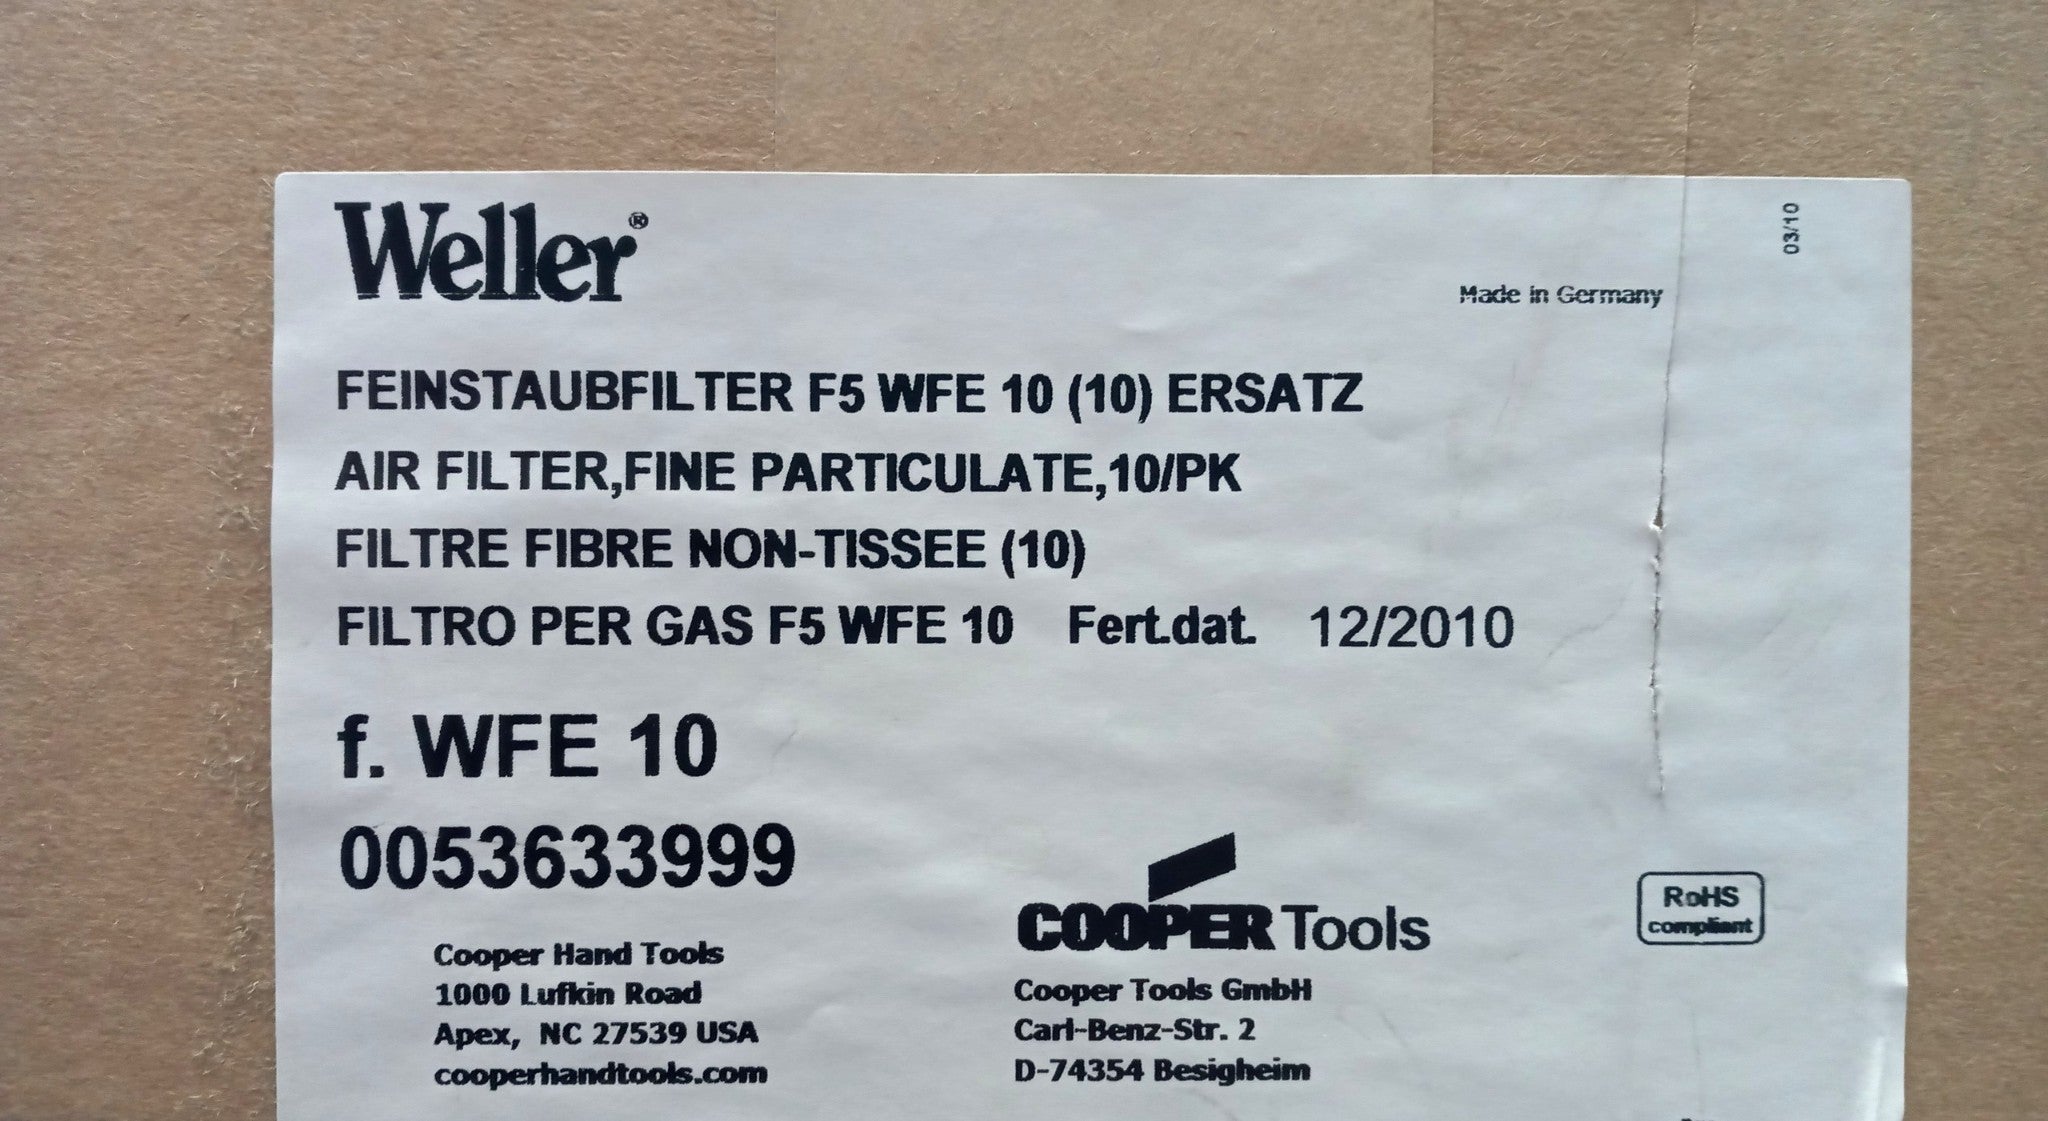 Weller®
03/10
Made in Germany
FEINSTAUBFILTER F5 WFE 10 (10) ERSATZ
AIR FILTER,FINE PARTICULATE,10/PK
FILTRE FIBRE NON-TISSEE (10)
FILTRO PER GAS F5 WFE 10 Fert.dat. 12/2010
f. WFE 10
0053633999
COOPER Tools
RoHS
compliant
Cooper Hand Tools
1000 Lufkin Road
Apex, NC 27539 USA
cooperhandtools.com
Cooper Tools GmbH
Carl-Benz-Str. 2
D-74354 Besigheim